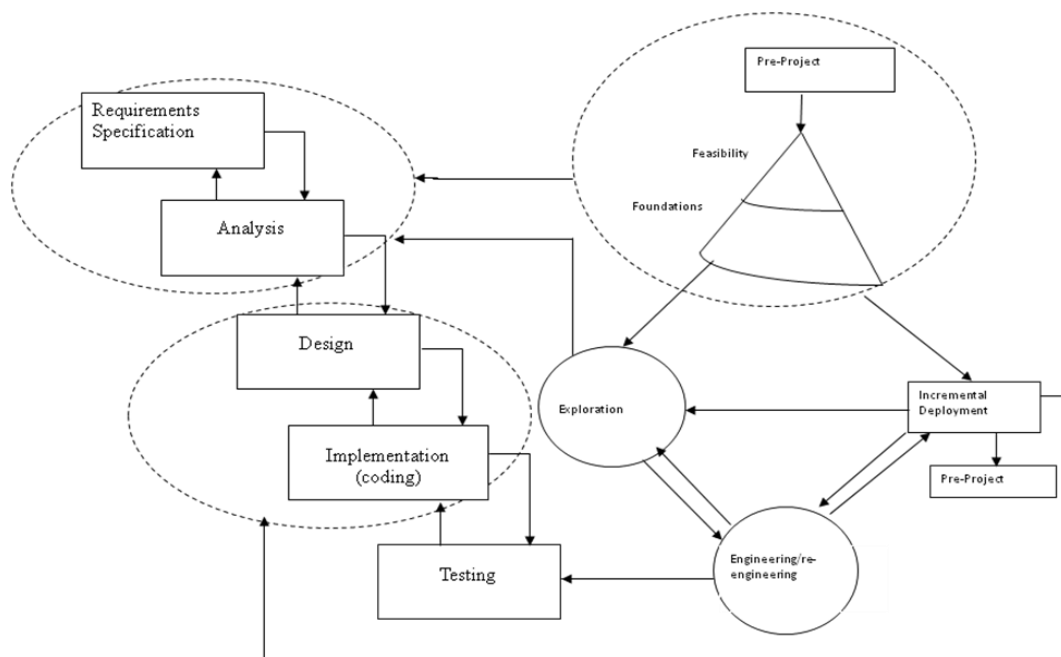 Pre-Project
Requirements
Specification
Feasibility
Foundations
Analysis
Design
Exploration
Incremental
Deployment
Implementation
(coding)
Pre-Project
Testing
Engineering/re-
engineering